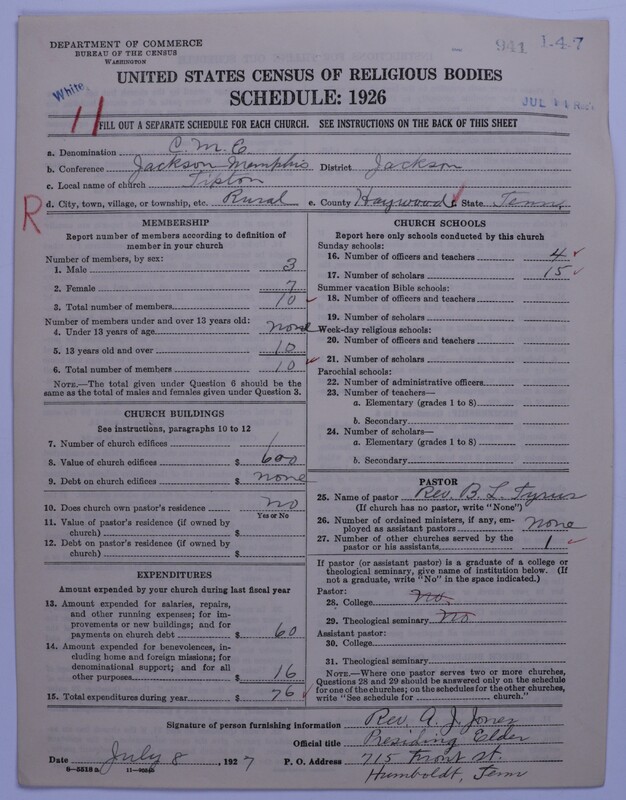 DEPARTMENT OF COMMERCE
BUREAU OF THE CENSUS
WASHINGTON
941 1-4-7
White
JUL 11
UNITED STATES CENSUS OF RELIGIOUS BODIES
SCHEDULE: 1926
11
FILL OUT A SEPARATE SCHEDULE FOR EACH CHURCH. SEE INSTRUCTIONS ON THE BACK OF THIS SHEET
a. Denomination C. M. E
b. Conference Jackson Memphis District Jackson
c. Local name of church Tipton
d. City, town, village, or township, etc. Rural e. County Haywood f. State Tenn
R
MEMBERSHIP
Report number of members according to definition of
member in your church
Number of members, by sex:
1. Male 3
2. Female 7
3. Total number of members 10
Number of members under and over 13 years old:
4. Under 13 years of age none
5. 13 years old and over 10
6. Total number of members 10
NOTE.—The total given under Question 6 should be the
same as the total of males and females given under Question 3.
CHURCH BUILDINGS
See instructions, paragraphs 10 to 12
7. Number of church edifices 1
8. Value of church edifices $ 600
9. Debt on church edifices $ none
10. Does church own pastor's residence no
Yes or No
11. Value of pastor's residence (if owned by
church) $
12. Debt on pastor's residence (if owned by
church) $
EXPENDITURES
Amount expended by your church during last fiscal year
13. Amount expended for salaries, repairs,
and other running expenses; for im-
provements or new buildings; and for
payments on church debt $ 60
14. Amount expended for benevolences, in-
cluding home and foreign missions; for
denominational support; and for all
other purposes $ 16
15. Total expenditures during year $ 76
CHURCH SCHOOLS
Report here only schools conducted by this church
Sunday schools:
16. Number of officers and teachers 4
17. Number of scholars 15
Summer vacation Bible schools:
18. Number of officers and teachers
19. Number of scholars
Week-day religious schools:
20. Number of officers and teachers
21. Number of scholars
Parochial schools:
22. Number of administrative officers
23. Number of teachers—
a. Elementary (grades 1 to 8)
b. Secondary
24. Number of scholars—
a. Elementary (grades 1 to 8)
b. Secondary
PASTOR
25. Name of pastor Rev. B. L. Tyrus
(If church has no pastor, write "None")
26. Number of ordained ministers, if any, em-
ployed as assistant pastors none
27. Number of other churches served by the
pastor or his assistants 1
If pastor (or assistant pastor) is a graduate of a college or
theological seminary, give name of institution below. (If
not a graduate, write "No" in the space indicated.)
Pastor:
28. College no
29. Theological seminary no
Assistant pastor:
30. College
31. Theological seminary
NOTE.—Where one pastor serves two or more churches,
Questions 28 and 29 should be answered only on the schedule
for one of the churches; on the schedules for the other churches,
write "See schedule for church."
Signature of person furnishing information Rev. A. J. Jones
Official title Presiding Elder
Date July 8, 1927 P. O. Address 715 Front st.
8—5518 a
Humboldt, Tenn